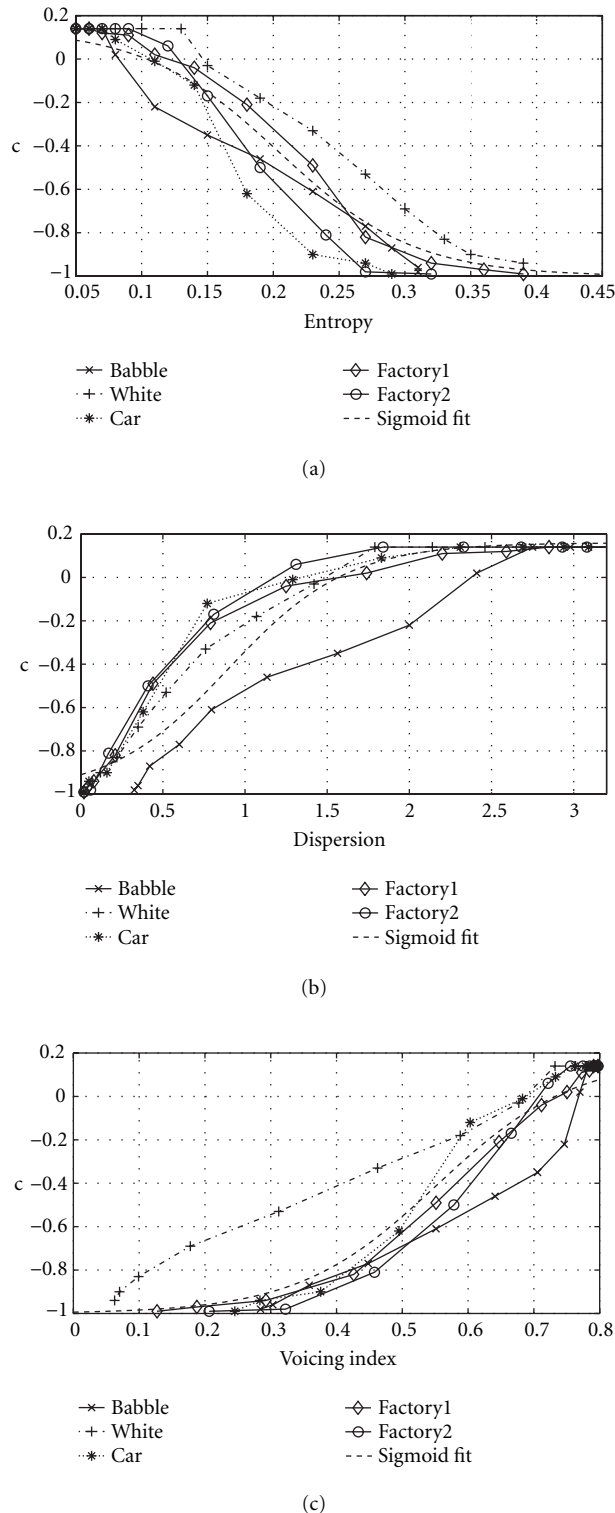 0.2
0
−0.2
−0.4
c
−0.6
−0.8
−1
0.05 0.1 0.15 0.2 0.25 0.3 0.35 0.4 0.45
Entropy
Babble Factory1
White Factory2
Car Sigmoid fit
(a)
0.2
0
−0.2
c −0.4
−0.6
−0.8
−1
0 0.5 1 1.5 2 2.5 3
Dispersion
Babble Factory1
White Factory2
Car Sigmoid fit
(b)
0.2
0
−0.2
c −0.4
−0.6
−0.8
−1
0 0.1 0.2 0.3 0.4 0.5 0.6 0.7 0.8
Voicing index
Babble Factory1
White Factory2
Car Sigmoid fit
(c)